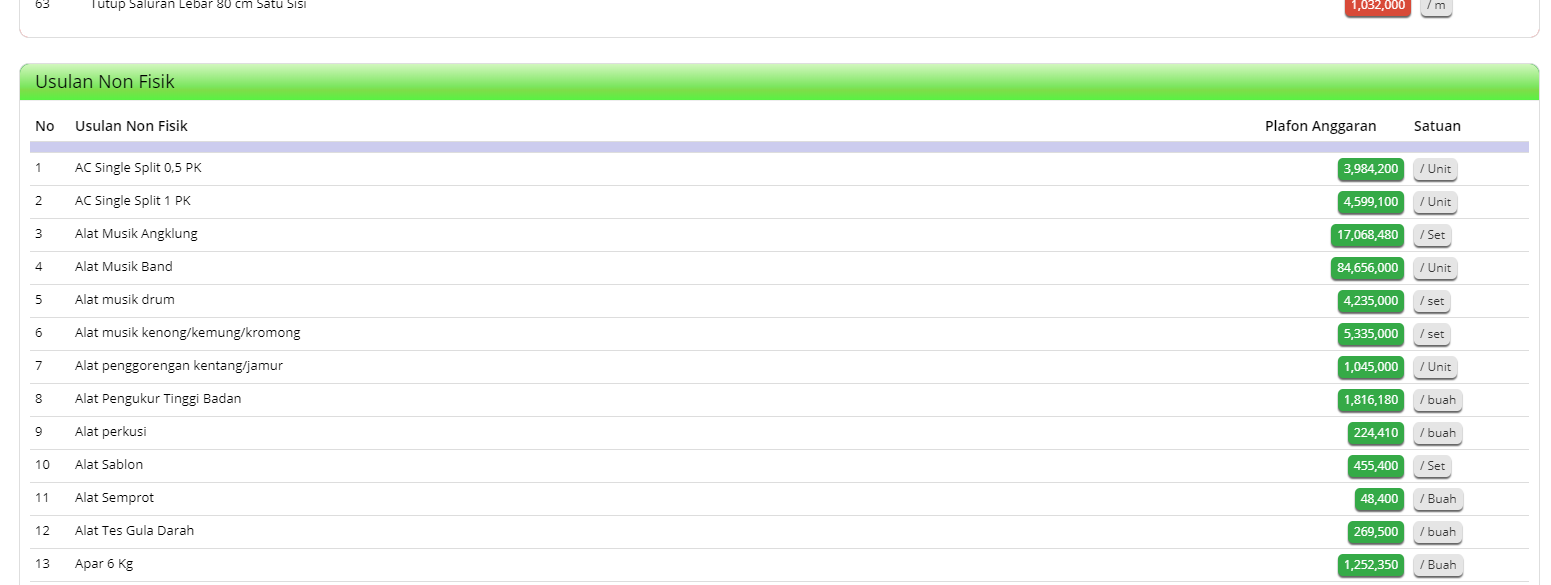 63 Tutup Saluran Lebar 80 cm Satu Sisi 1,032,000 / m
Usulan Non Fisik
No Usulan Non Fisik Plafon Anggaran Satuan
1 AC Single Split 0,5 PK 3,984,200 / Unit
2 AC Single Split 1 PK 4,599,100 / Unit
3 Alat Musik Angklung 17,068,480 / Set
4 Alat Musik Band 84,656,000 / Unit
5 Alat musik drum 4,235,000 / set
6 Alat musik kenong/kemung/kromong 5,335,000 / set
7 Alat penggorengan kentang/jamur 1,045,000 / Unit
8 Alat Pengukur Tinggi Badan 1,816,180 / buah
9 Alat perkusi 224,410 / buah
10 Alat Sablon 455,400 / Set
11 Alat Semprot 48,400 / Buah
12 Alat Tes Gula Darah 269,500 / buah
13 Apar 6 Kg 1,252,350 / Buah